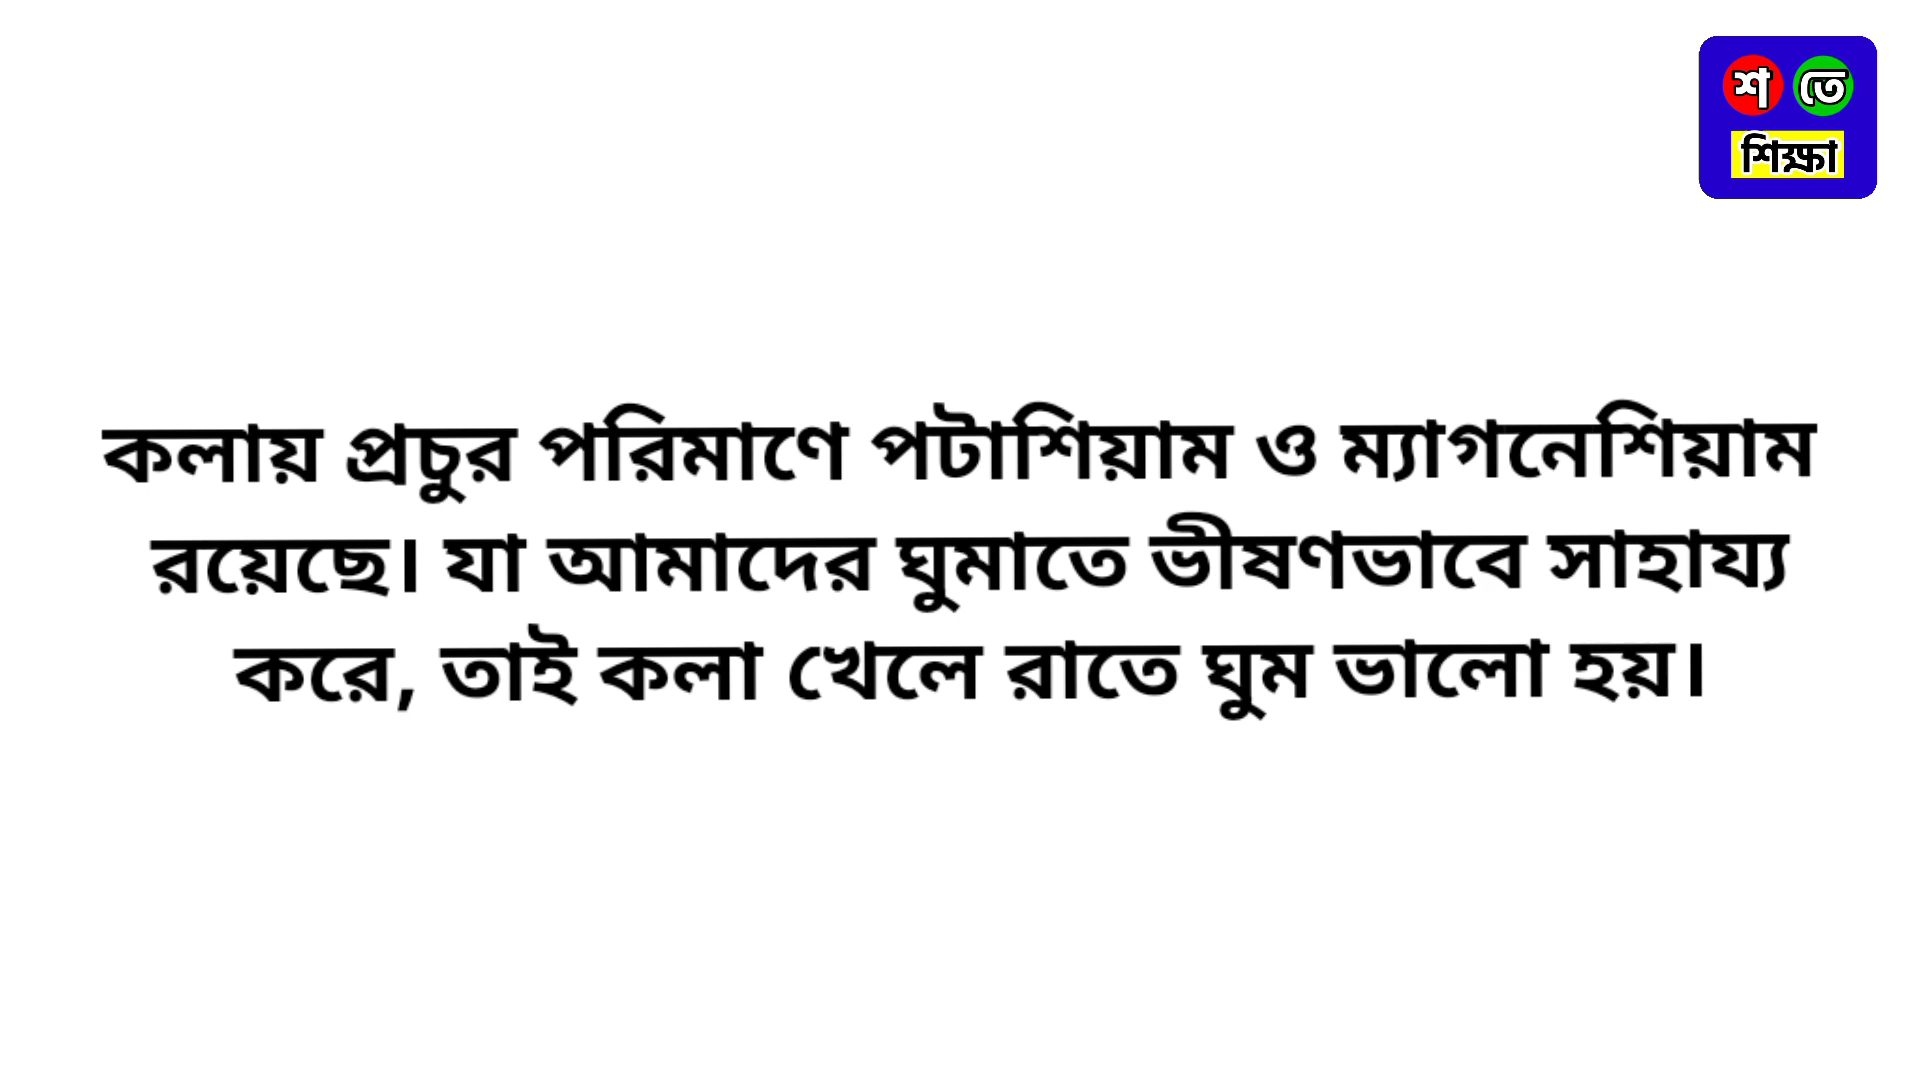 শ তে
শিক্ষা
কলায় প্রচুর পরিমাণে পটাশিয়াম ও ম্যাগনেশিয়াম
রয়েছে। যা আমাদের ঘুমাতে ভীষণভাবে সাহায্য
করে, তাই কলা খেলে রাতে ঘুম ভালো হয়।